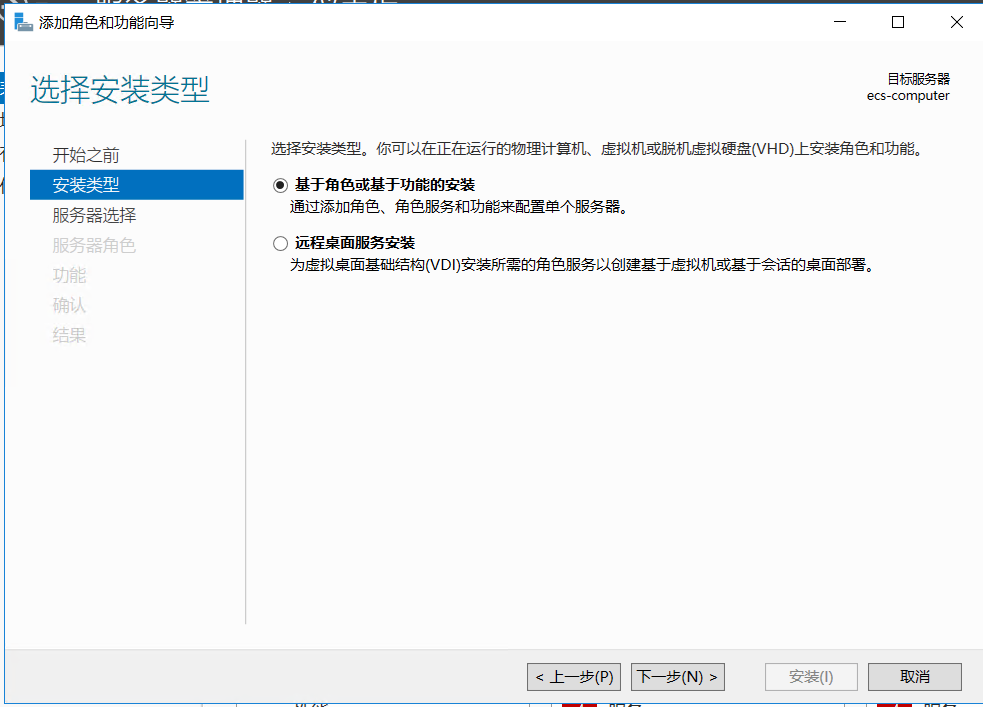 添加角色和功能向导
选择安装类型
目标服务器
ecs-computer
开始之前
安装类型
服务器选择
服务器角色
功能
确认
结果
选择安装类型。你可以在正在运行的物理计算机、虚拟机或脱机虚拟硬盘(VHD)上安装角色和功能。
基于角色或基于功能的安装
通过添加角色、角色服务和功能来配置单个服务器。
远程桌面服务安装
为虚拟桌面基础结构(VDI)安装所需的角色服务以创建基于虚拟机或基于会话的桌面部署。
< 上一步(P)
下一步(N) >
安装(I)
取消